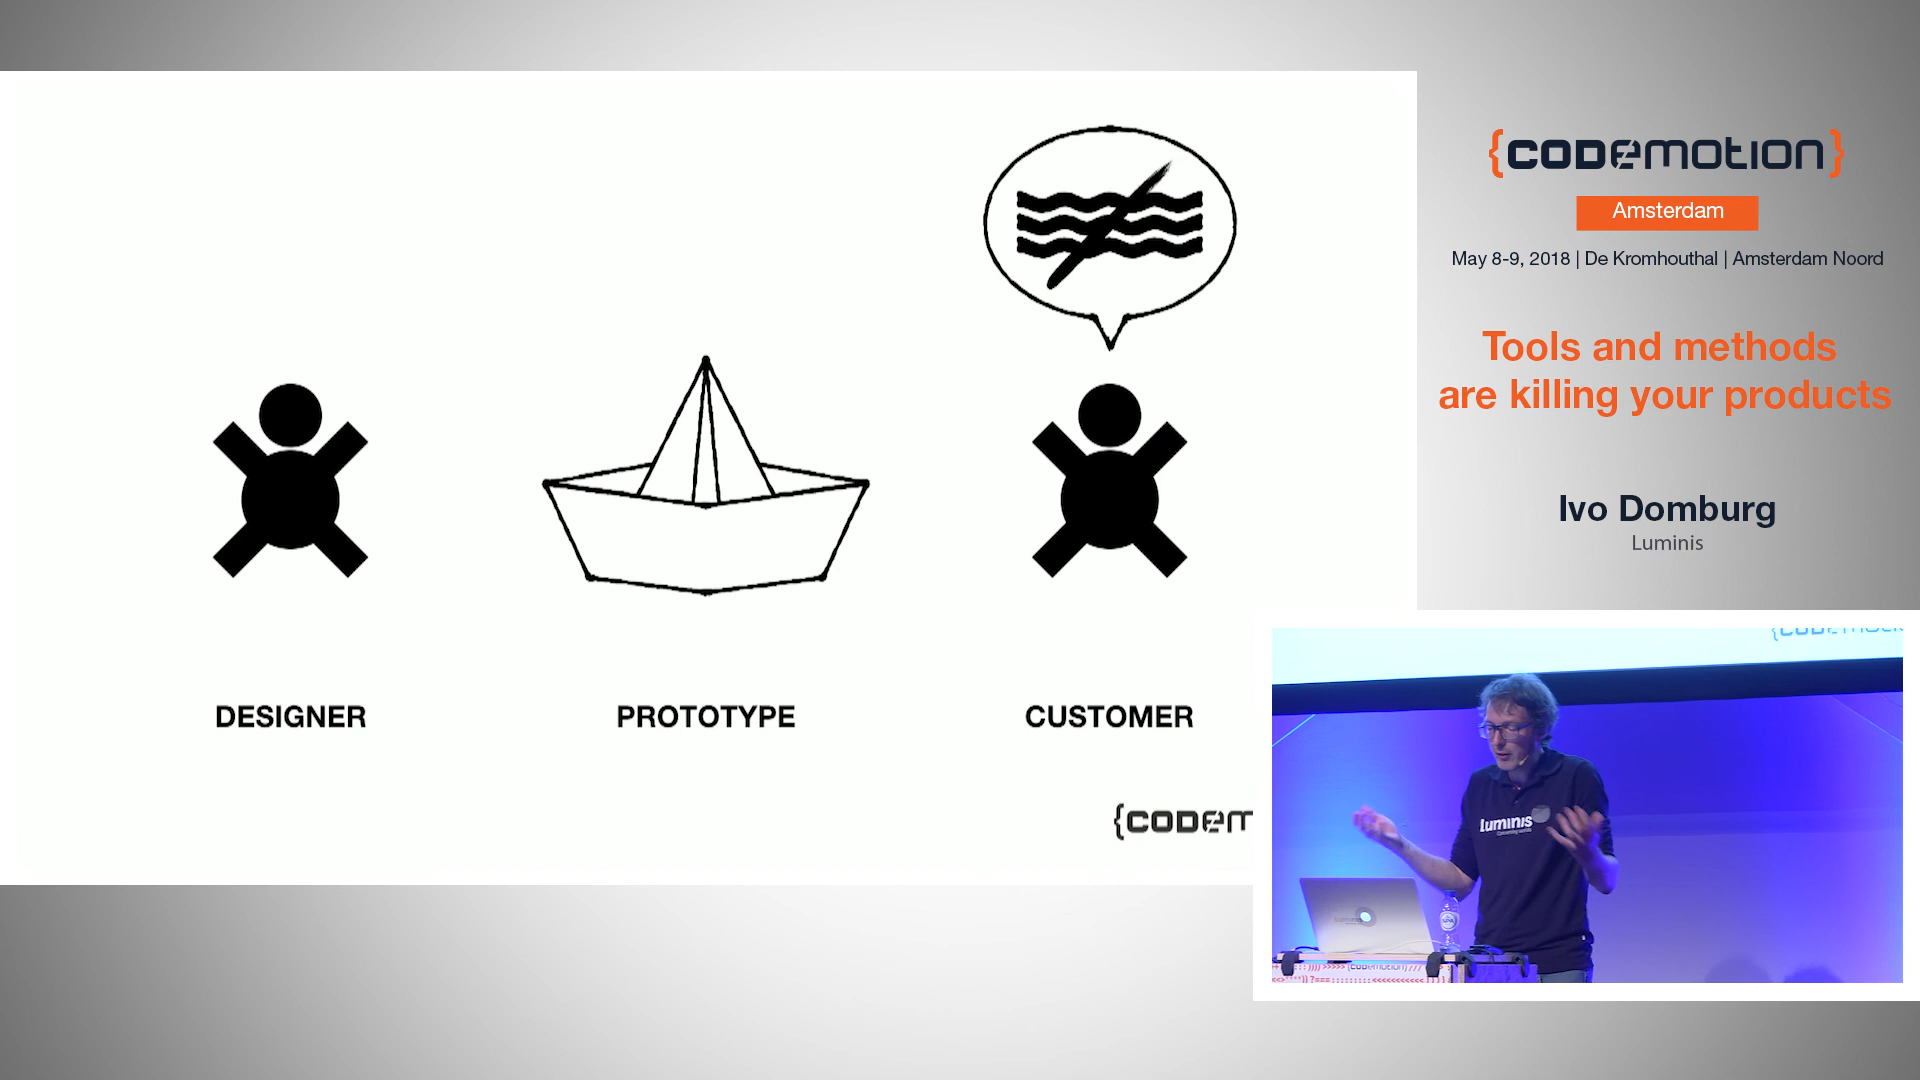 DESIGNER
PROTOTYPE
CUSTOMER
{CODEM
{CODEMOTION}
Amsterdam
May 8-9, 2018 | De Kromhouthal | Amsterdam Noord
Tools and methods
are killing your products
Ivo Domburg
Luminis
Luminis